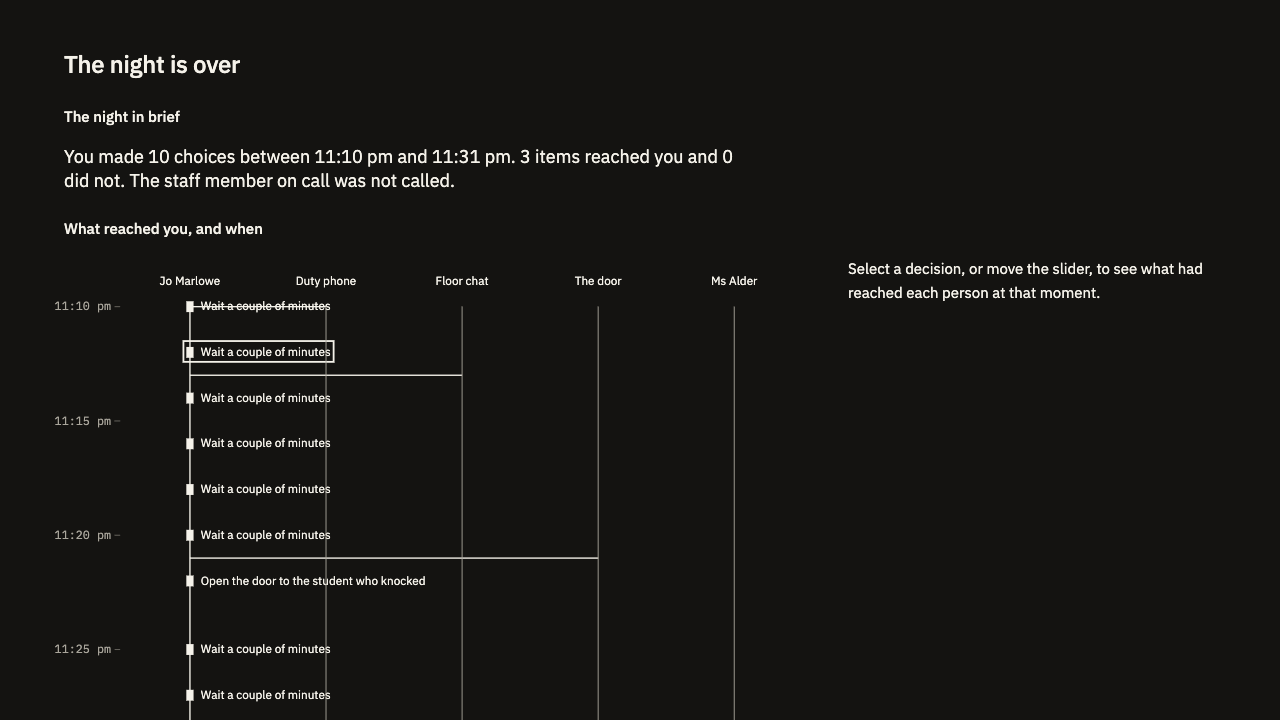 The night is over
The night in brief
You made 10 choices between 11:10 pm and 11:31 pm. 3 items reached you and 0
did not. The staff member on call was not called.
What reached you, and when
Select a decision, or move the slider, to see what had
reached each person at that moment.
Jo Marlowe Duty phone Floor chat The door Ms Alder
11:10 pm Wait a couple of minutes
Wait a couple of minutes
Wait a couple of minutes
11:15 pm
Wait a couple of minutes
Wait a couple of minutes
11:20 pm Wait a couple of minutes
Open the door to the student who knocked
11:25 pm Wait a couple of minutes
Wait a couple of minutes